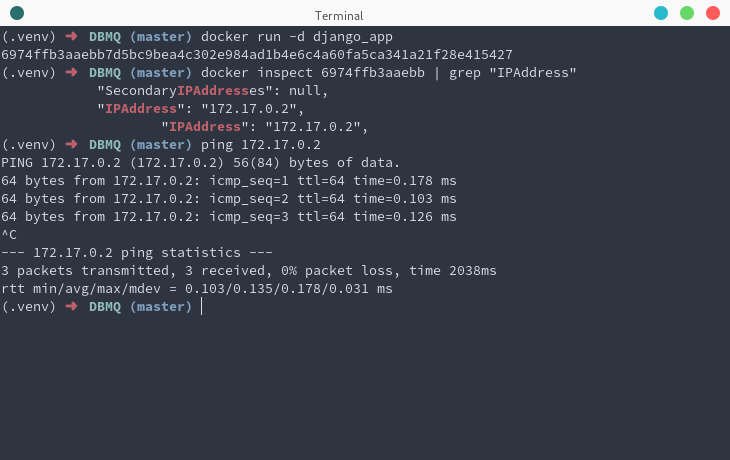 Terminal
(.venv) ➜ DBMQ (master) docker run -d django_app
6974ffb3aaebb7d5bc9bea4c302e984ad1b4e6c4a60fa5ca341a21f28e415427
(.venv) ➜ DBMQ (master) docker inspect 6974ffb3aaebb | grep "IPAddress"
            "SecondaryIPAddresses": null,
            "IPAddress": "172.17.0.2",
                    "IPAddress": "172.17.0.2",
(.venv) ➜ DBMQ (master) ping 172.17.0.2
PING 172.17.0.2 (172.17.0.2) 56(84) bytes of data.
64 bytes from 172.17.0.2: icmp_seq=1 ttl=64 time=0.178 ms
64 bytes from 172.17.0.2: icmp_seq=2 ttl=64 time=0.103 ms
64 bytes from 172.17.0.2: icmp_seq=3 ttl=64 time=0.126 ms
^C
--- 172.17.0.2 ping statistics ---
3 packets transmitted, 3 received, 0% packet loss, time 2038ms
rtt min/avg/max/mdev = 0.103/0.135/0.178/0.031 ms
(.venv) ➜ DBMQ (master)